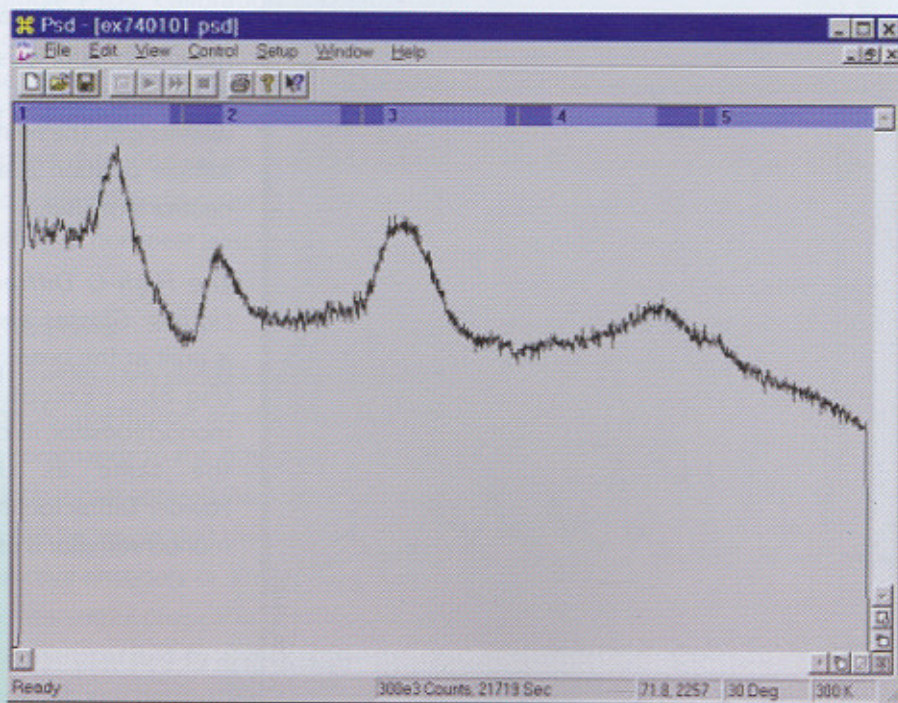 Psd - [ex740101.psd]
File Edit View Control Setup Window Help
1 2 3 4 5
Ready 300e3 Counts, 21719 Sec 71.8, 2257 30 Deg 300 K